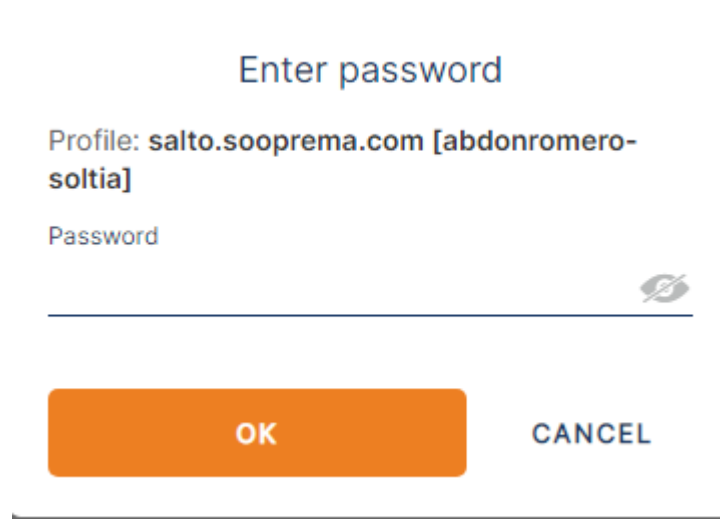 Enter password
Profile: salto.sooprema.com [abdonromero-
soltia]
Password
OK
CANCEL